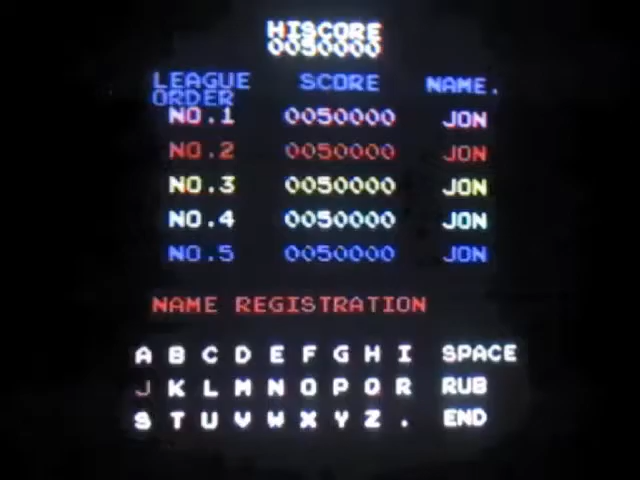 HISCORE
0050000
LEAGUE ORDER SCORE NAME.
NO.1 0050000 JON
NO.2 0050000 JON
NO.3 0050000 JON
NO.4 0050000 JON
NO.5 0050000 JON
NAME REGISTRATION
A B C D E F G H I SPACE
J K L M N O P Q R RUB
S T U V W X Y Z . END